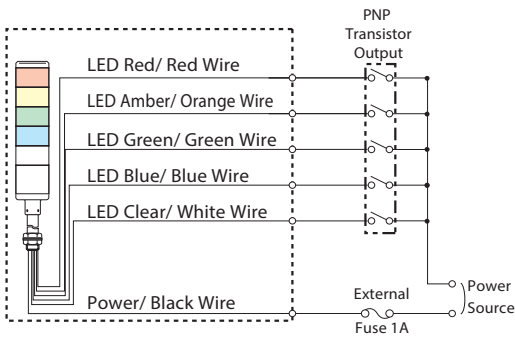 PNP
Transistor
Output
LED Red/ Red Wire
LED Amber/ Orange Wire
LED Green/ Green Wire
LED Blue/ Blue Wire
LED Clear/ White Wire
Power/ Black Wire
External
Fuse 1A
Power
Source